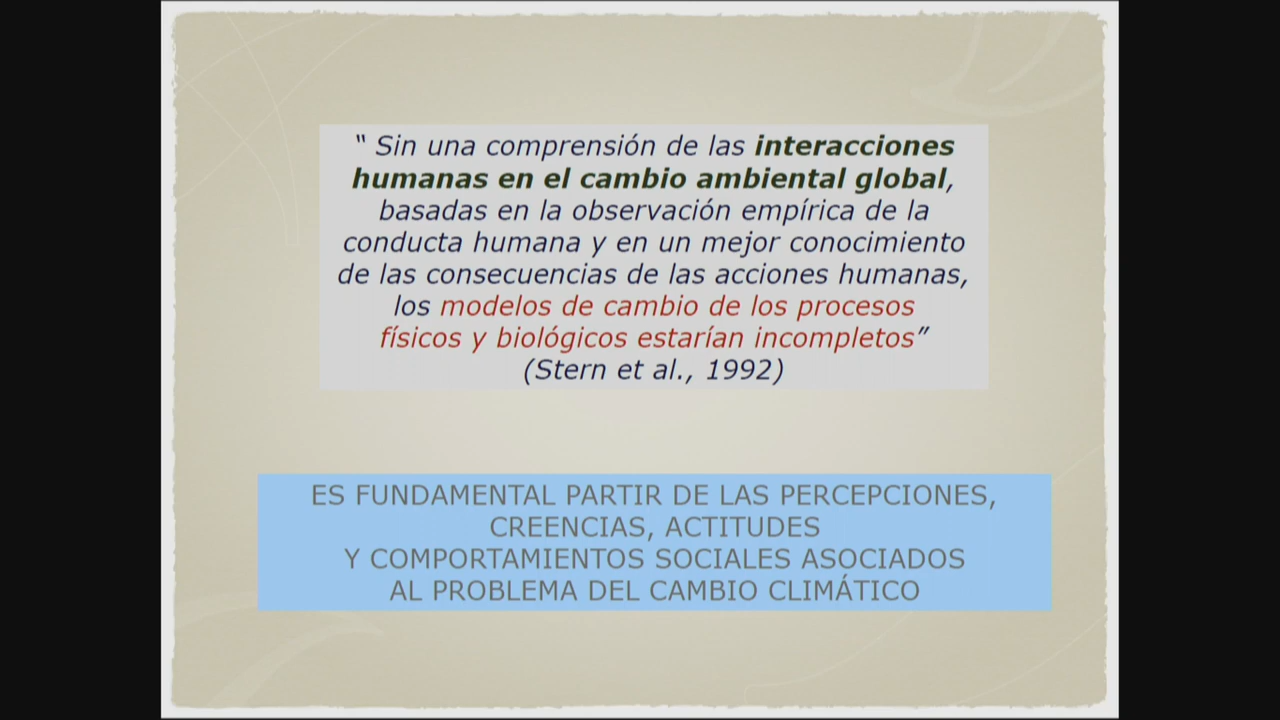 “ Sin una comprensión de las interacciones
humanas en el cambio ambiental global,
basadas en la observación empírica de la
conducta humana y en un mejor conocimiento
de las consecuencias de las acciones humanas,
los modelos de cambio de los procesos
físicos y biológicos estarían incompletos”
(Stern et al., 1992)
ES FUNDAMENTAL PARTIR DE LAS PERCEPCIONES,
CREENCIAS, ACTITUDES
Y COMPORTAMIENTOS SOCIALES ASOCIADOS
AL PROBLEMA DEL CAMBIO CLIMÁTICO